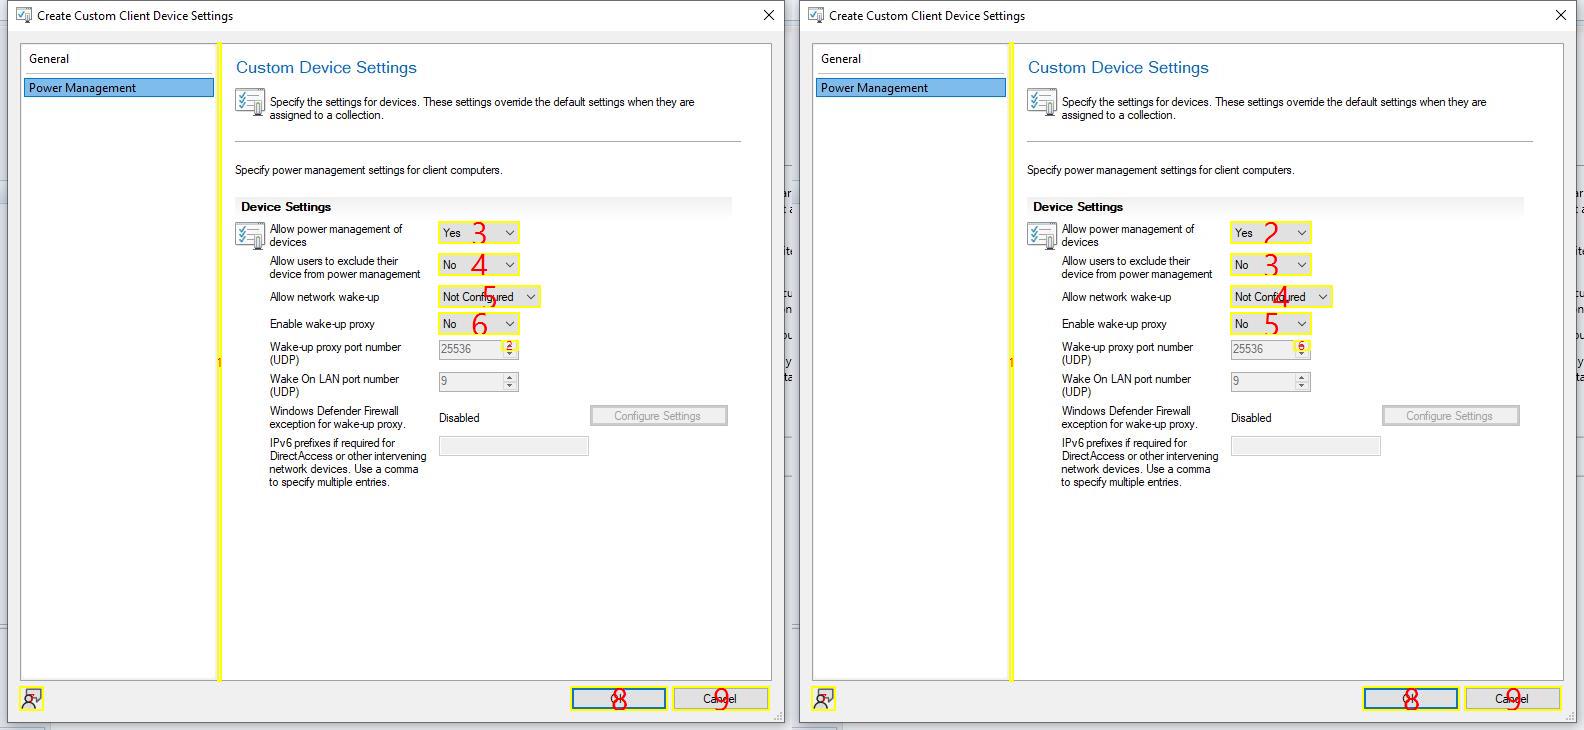 Create Custom Client Device Settings
General
Power Management
Custom Device Settings
Specify the settings for devices. These settings override the default settings when they are
assigned to a collection.
Specify power management settings for client computers.
Device Settings
Allow power management of
devices
Yes 3
Allow users to exclude their
device from power management
No 4
Allow network wake-up
Not Configured 5
Enable wake-up proxy
No 6
1
Wake-up proxy port number
(UDP)
25536 2
Wake On LAN port number
(UDP)
9
Windows Defender Firewall
exception for wake-up proxy.
Disabled
Configure Settings
IPv6 prefixes if required for
DirectAccess or other intervening
network devices. Use a comma
to specify multiple entries.
8
Cancel 9
Create Custom Client Device Settings
General
Power Management
Custom Device Settings
Specify the settings for devices. These settings override the default settings when they are
assigned to a collection.
Specify power management settings for client computers.
Device Settings
Allow power management of
devices
Yes 2
Allow users to exclude their
device from power management
No 3
Allow network wake-up
Not Configured 4
Enable wake-up proxy
No 5
1
Wake-up proxy port number
(UDP)
25536 6
Wake On LAN port number
(UDP)
9
Windows Defender Firewall
exception for wake-up proxy.
Disabled
Configure Settings
IPv6 prefixes if required for
DirectAccess or other intervening
network devices. Use a comma
to specify multiple entries.
8
Cancel 9